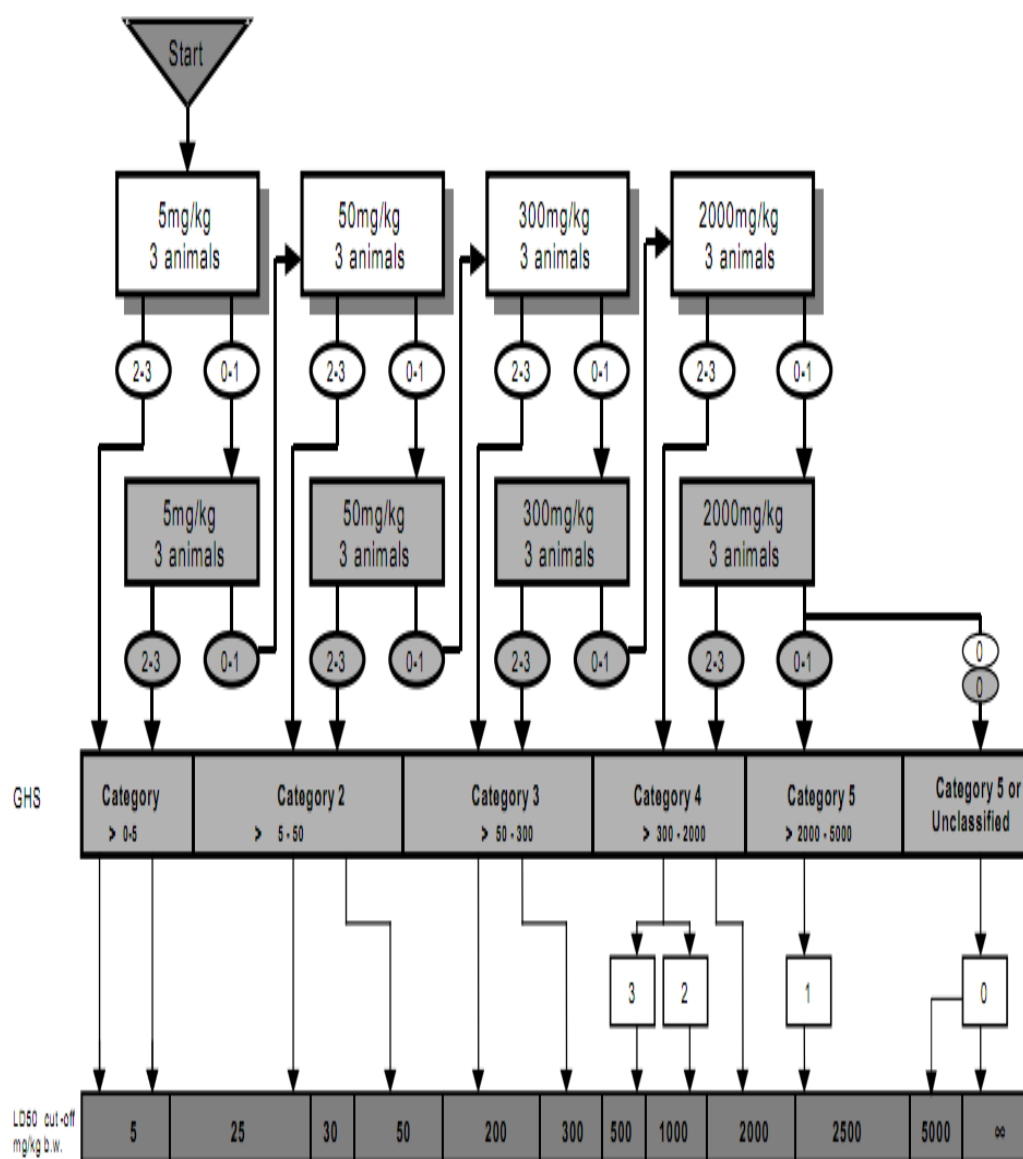 Start
5mg/kg
3 animals
50mg/kg
3 animals
300mg/kg
3 animals
2000mg/kg
3 animals
2-3
0-1
2-3
0-1
2-3
0-1
2-3
0-1
5mg/kg
3 animals
50mg/kg
3 animals
300mg/kg
3 animals
2000mg/kg
3 animals
2-3
0-1
2-3
0-1
2-3
0-1
2-3
0-1
0
0
GHS
Category
> 0-5
Category 2
> 5 - 50
Category 3
> 50 - 300
Category 4
> 300 - 2000
Category 5
> 2000 - 5000
Category 5 or
Unclassified
3
2
1
0
LD50 cut-off
mg/kg b.w.
5
25
30
50
200
300
500
1000
2000
2500
5000
∞